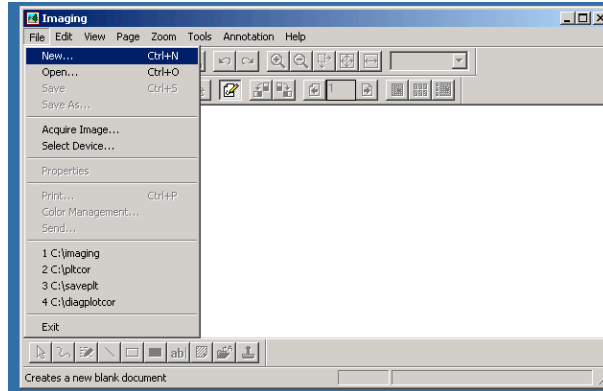 Imaging
File Edit View Page Zoom Tools Annotation Help
New... Ctrl+N
Open... Ctrl+O
Save Ctrl+S
Save As...
1
Acquire Image...
Select Device...
Properties
Print... Ctrl+P
Color Management...
Send...
1 C:\imaging
2 C:\pltcor
3 C:\saveplt
4 C:\diagplotcor
Exit
ab
Creates a new blank document